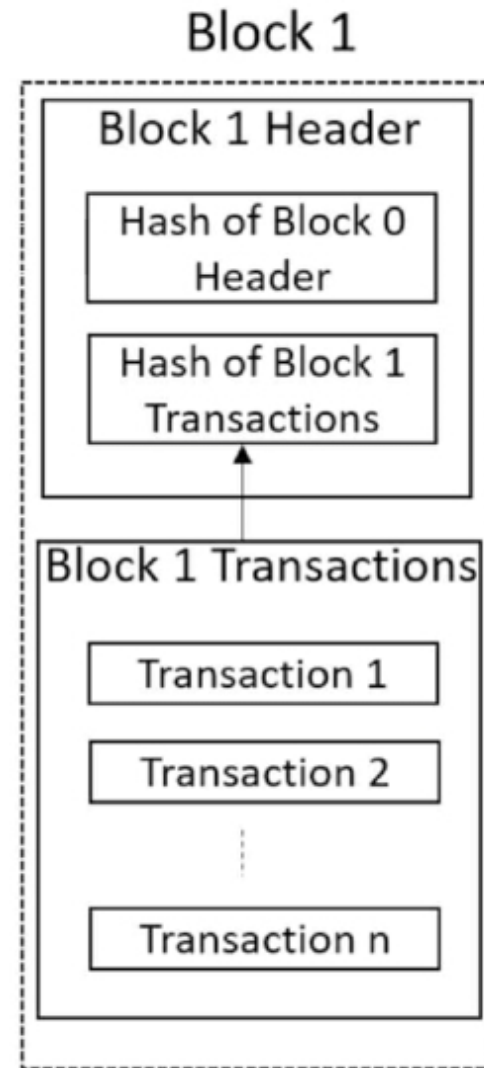 Block 1
Block 1 Header
Hash of Block 0
Header
Hash of Block 1
Transactions
Block 1 Transactions
Transaction 1
Transaction 2
Transaction n